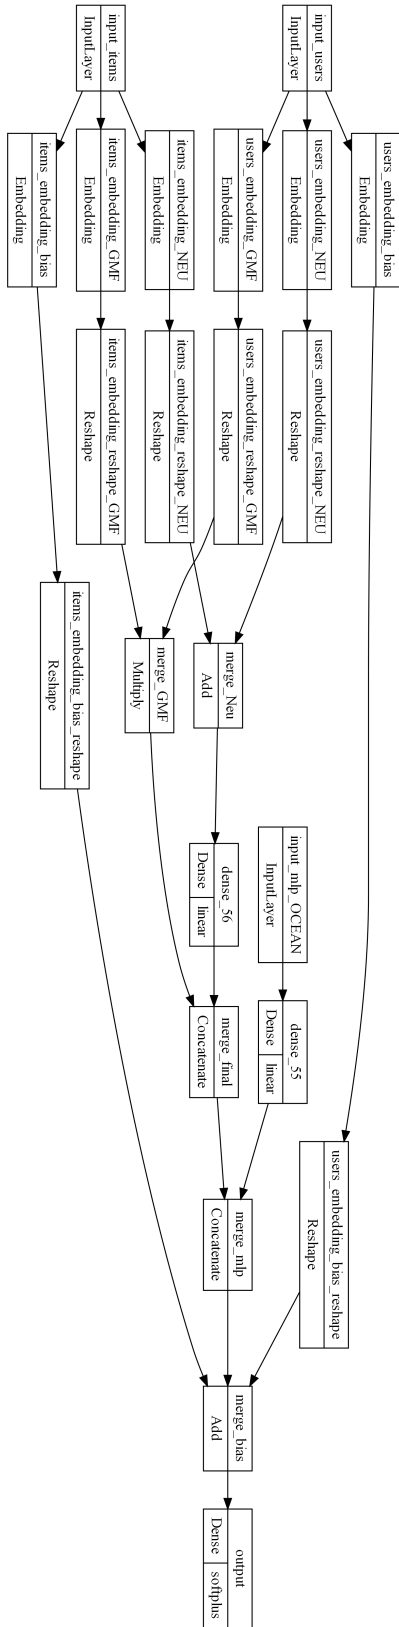 input_items
InputLayer
input_users
InputLayer
items_embedding_bias
Embedding
items_embedding_GMF
Embedding
items_embedding_NEU
Embedding
users_embedding_GMF
Embedding
users_embedding_NEU
Embedding
users_embedding_bias
Embedding
items_embedding_reshape_GMF
Reshape
items_embedding_reshape_NEU
Reshape
users_embedding_reshape_GMF
Reshape
users_embedding_reshape_NEU
Reshape
items_embedding_bias_reshape
Reshape
merge_GMF
Multiply
merge_Neu
Add
dense_56
Dense linear
input_mlp_OCEAN
InputLayer
merge_final
Concatenate
dense_55
Dense linear
users_embedding_bias_reshape
Reshape
merge_mlp
Concatenate
merge_bias
Add
output
Dense softplus